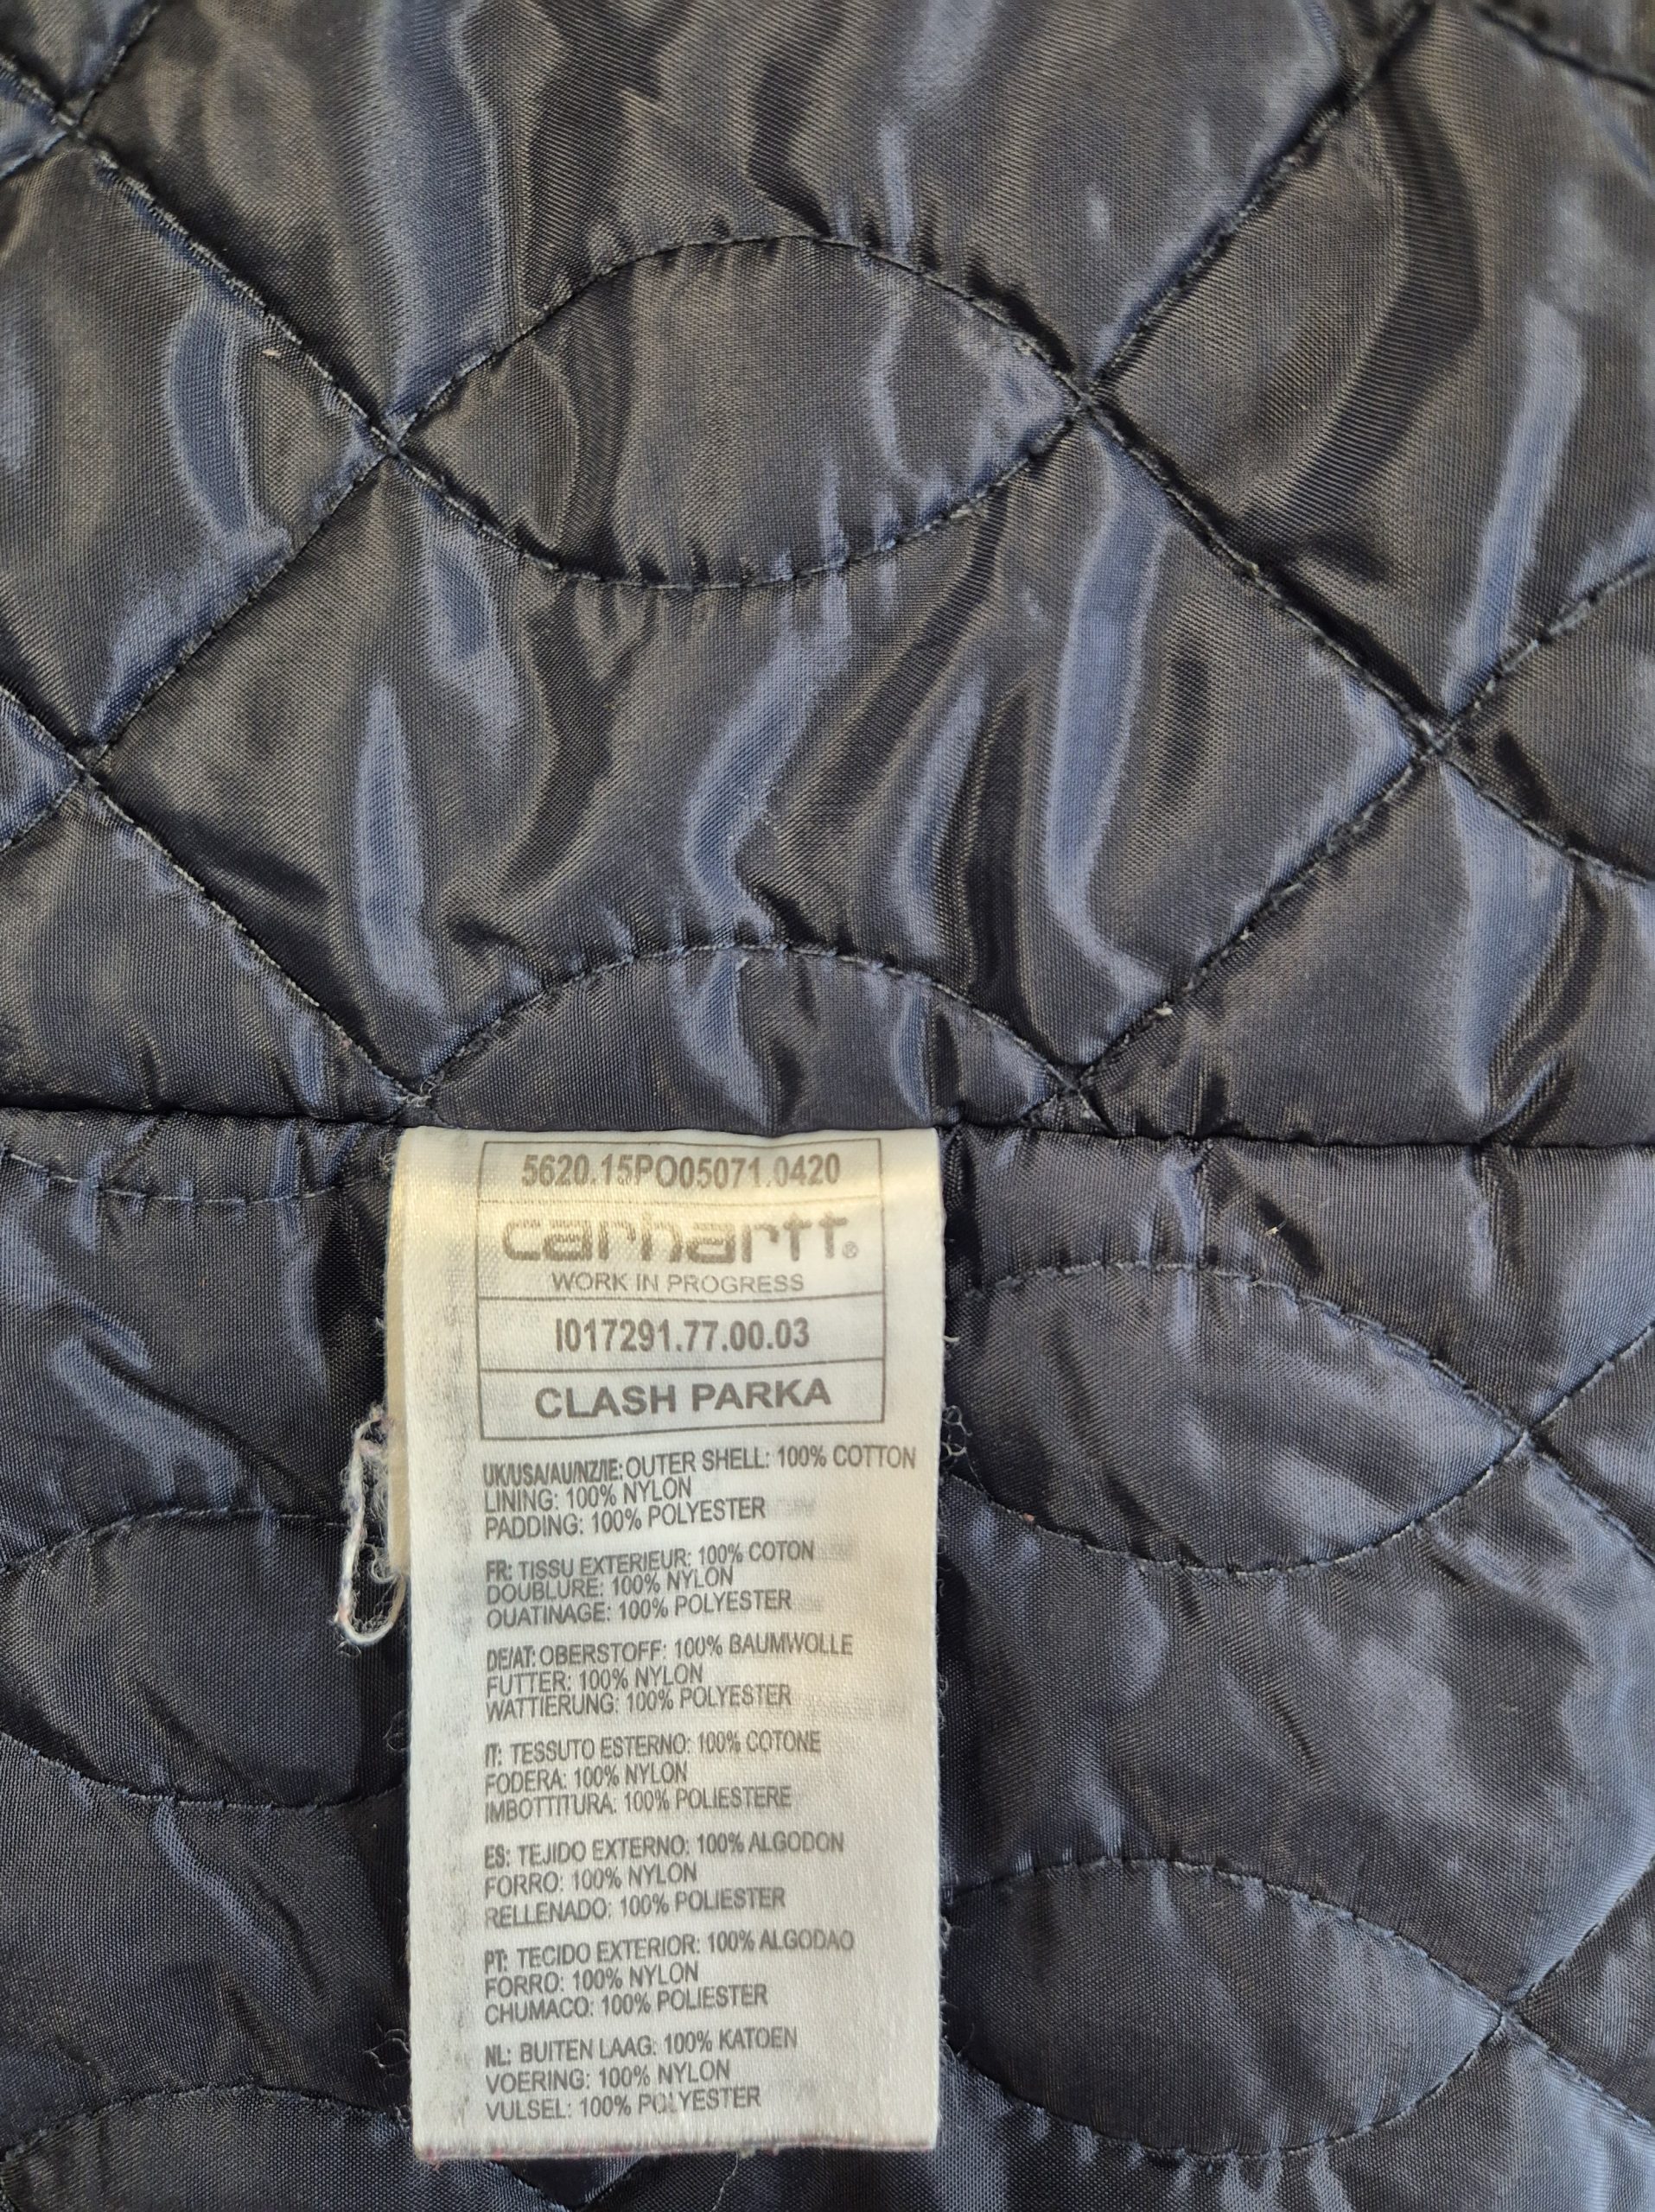 5620.15PO05071.0420
carhartt®
WORK IN PROGRESS
I017291.77.00.03
CLASH PARKA
UK/USA/AU/NZ/IE: OUTER SHELL: 100% COTTON
LINING: 100% NYLON
PADDING: 100% POLYESTER
FR: TISSU EXTERIEUR: 100% COTON
DOUBLURE: 100% NYLON
OUATINAGE: 100% POLYESTER
DE/AT: OBERSTOFF: 100% BAUMWOLLE
FUTTER: 100% NYLON
WATTIERUNG: 100% POLYESTER
IT: TESSUTO ESTERNO: 100% COTONE
FODERA: 100% NYLON
IMBOTTITURA: 100% POLIESTERE
ES: TEJIDO EXTERNO: 100% ALGODON
FORRO: 100% NYLON
RELLENADO: 100% POLIESTER
PT: TECIDO EXTERIOR: 100% ALGODAO
FORRO: 100% NYLON
CHUMACO: 100% POLIESTER
NL: BUITEN LAAG: 100% KATOEN
VOERING: 100% NYLON
VULSEL: 100% POLYESTER